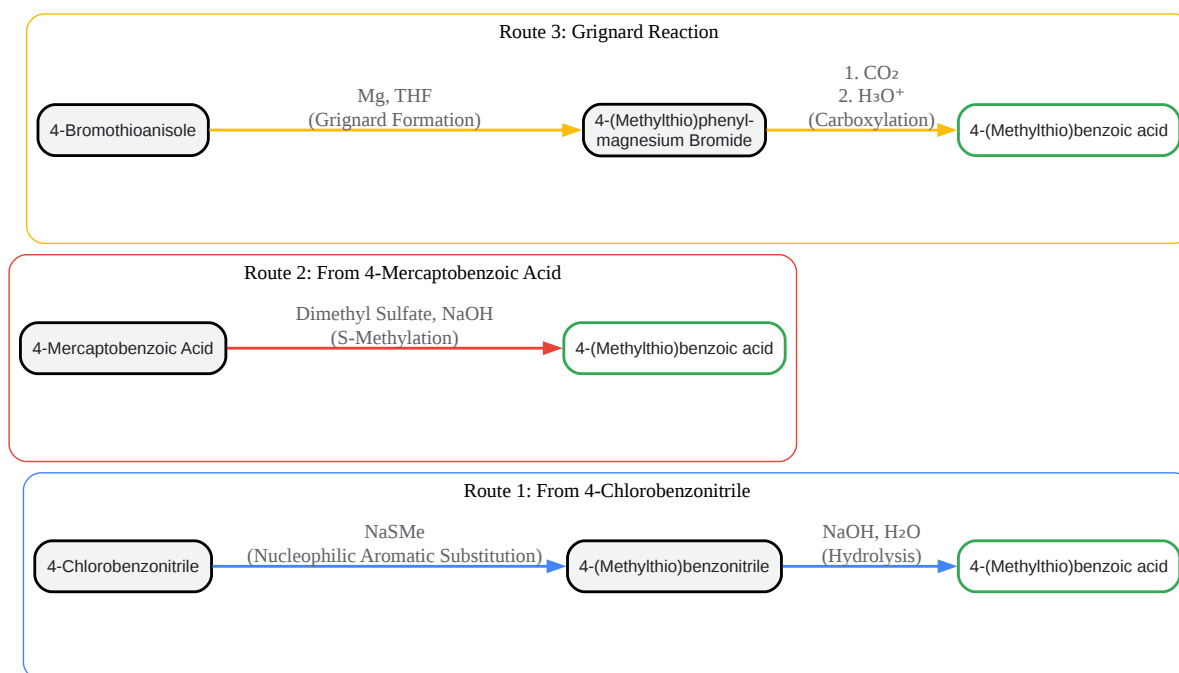 Route 3: Grignard Reaction
4-Bromothioanisole
Mg, THF
(Grignard Formation)
4-(Methylthio)phenyl-
magnesium Bromide
1. CO₂
2. H₃O⁺
(Carboxylation)
4-(Methylthio)benzoic acid
Route 2: From 4-Mercaptobenzoic Acid
4-Mercaptobenzoic Acid
Dimethyl Sulfate, NaOH
(S-Methylation)
4-(Methylthio)benzoic acid
Route 1: From 4-Chlorobenzonitrile
4-Chlorobenzonitrile
NaSMe
(Nucleophilic Aromatic Substitution)
4-(Methylthio)benzonitrile
NaOH, H₂O
(Hydrolysis)
4-(Methylthio)benzoic acid